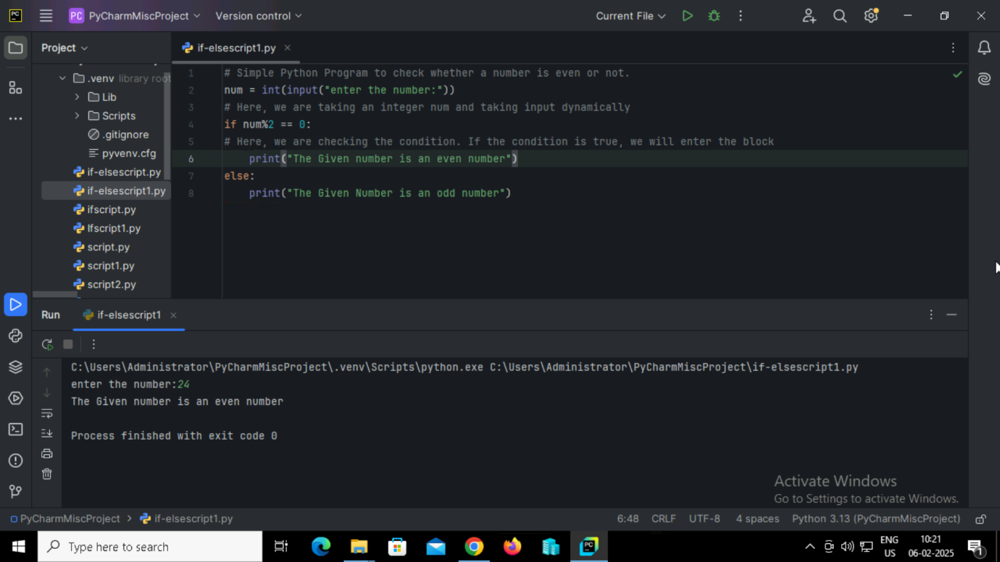 PC
PC PyCharmMiscProject
Version control
Current File
Project
if-elsescript1.py
.venv library root
Lib
Scripts
.gitignore
pyvenv.cfg
if-elsescript.py
if-elsescript1.py
ifscript.py
Ifscript1.py
script.py
script1.py
script2.py
1 # Simple Python Program to check whether a number is even or not.
2 num = int(input("enter the number:"))
3 # Here, we are taking an integer num and taking input dynamically
4 if num%2 == 0:
5 # Here, we are checking the condition. If the condition is true, we will enter the block
6     print("The Given number is an even number")
7 else:
8     print("The Given Number is an odd number")
Run if-elsescript1
C:\Users\Administrator\PyCharmMiscProject\.venv\Scripts\python.exe C:\Users\Administrator\PyCharmMiscProject\if-elsescript1.py
enter the number:24
The Given number is an even number
Process finished with exit code 0
Activate Windows
Go to Settings to activate Windows.
PyCharmMiscProject > if-elsescript1.py
6:48 CRLF UTF-8 4 spaces Python 3.13 (PyCharmMiscProject)
Type here to search
PC
ENG
US
10:21
06-02-2025
1